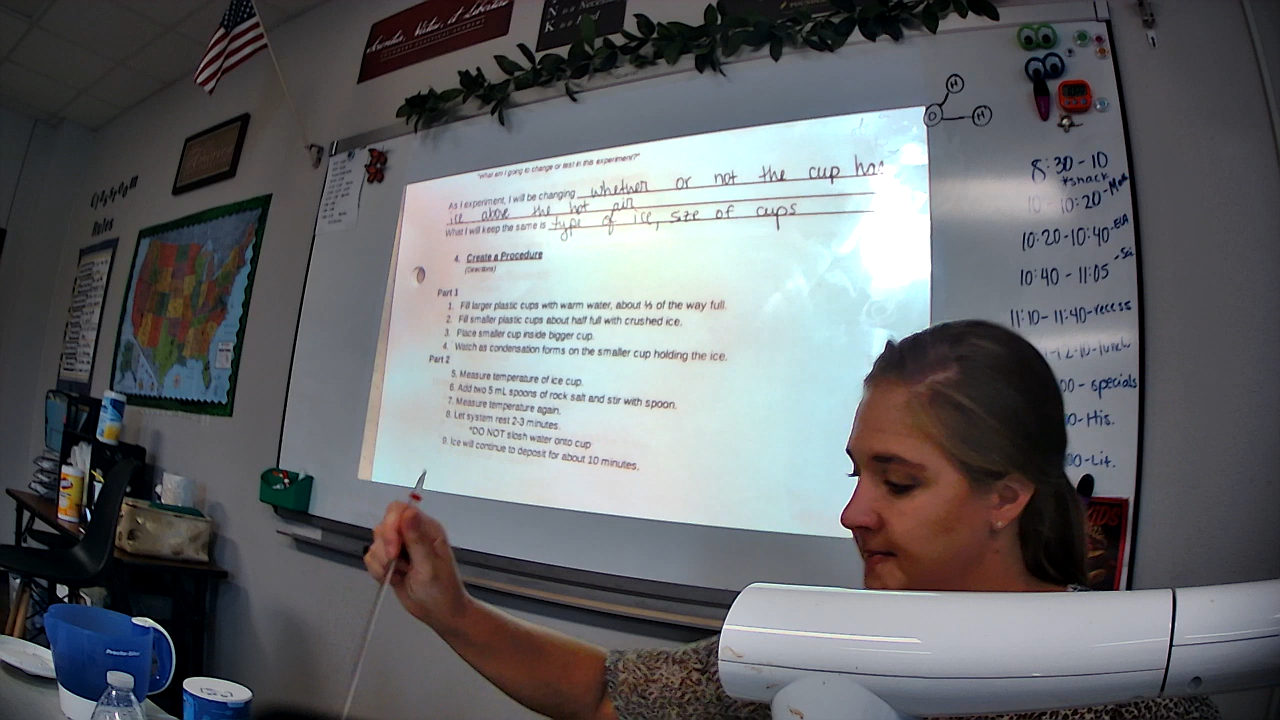 "What am I going to change or test in this experiment?"
As I experiment, I will be changing whether or not the cup has
ice above the hot air
What I will keep the same is type of ice, size of cups
4. Create a Procedure
(Directions)
Part 1
1. Fill larger plastic cups with warm water, about ⅓ of the way full.
2. Fill smaller plastic cups about half full with crushed ice.
3. Place smaller cup inside bigger cup.
4. Watch as condensation forms on the smaller cup holding the ice.
Part 2
5. Measure temperature of ice cup.
6. Add two 5 mL spoons of rock salt and stir with spoon.
7. Measure temperature again.
8. Let system rest 2-3 minutes.
*DO NOT slosh water onto cup
9. Ice will continue to deposit for about 10 minutes.
H
H
8:30-10
*snack
10-10:20-
10:20-10:40-ELA
10:40-11:05
11:10-11:40-recess
-12:10-lunch
00-specials
0-His.
00-Lit.
Rules